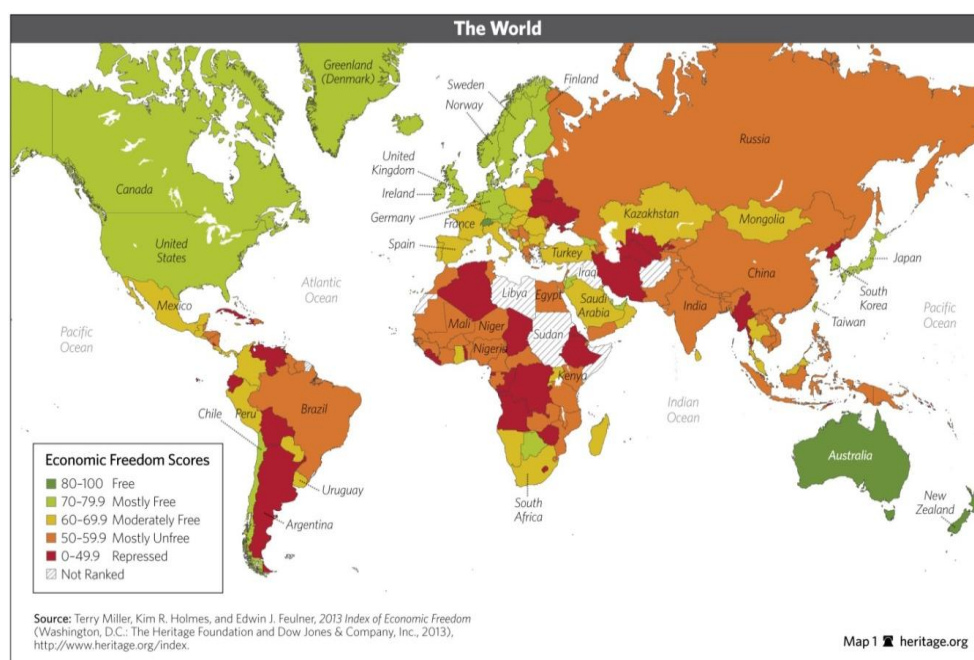 The World
Greenland
(Denmark)
Sweden
Finland
Norway
Russia
United
Kingdom
Canada
Ireland
Germany
Kazakhstan
Mongolia
France
United
States
Spain
Turkey
Japan
Atlantic
Ocean
Iraq
China
South
Korea
Pacific
Ocean
Mexico
Libya
Egypt
Saudi
Arabia
India
Taiwan
Pacific
Ocean
Mali
Niger
Sudan
Nigeria
Kenya
Indian
Ocean
Chile
Peru
Brazil
Economic Freedom Scores
80–100 Free
70–79.9 Mostly Free
60–69.9 Moderately Free
50–59.9 Mostly Unfree
0–49.9 Repressed
Not Ranked
Uruguay
Argentina
South
Africa
Australia
New
Zealand
Source: Terry Miller, Kim R. Holmes, and Edwin J. Feulner, 2013 Index of Economic Freedom
(Washington, D.C.: The Heritage Foundation and Dow Jones & Company, Inc., 2013),
http://www.heritage.org/index.
Map 1 heritage.org